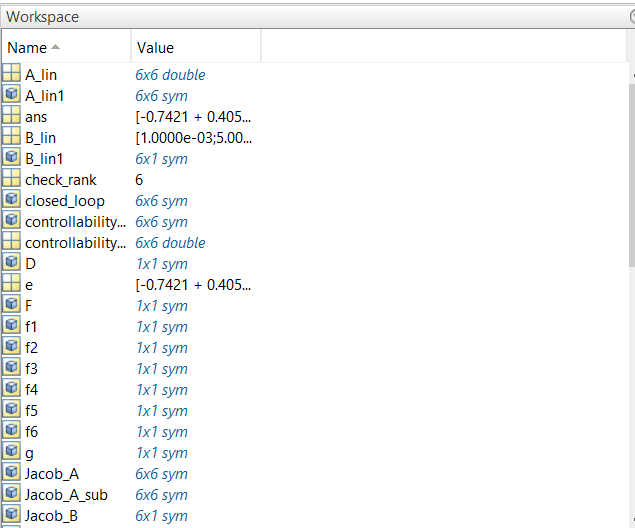 Workspace
Name Value
A_lin 6x6 double
A_lin1 6x6 sym
ans [-0.7421 + 0.405...
B_lin [1.0000e-03;5.00...
B_lin1 6x1 sym
check_rank 6
closed_loop 6x6 sym
controllability... 6x6 sym
controllability... 6x6 double
D 1x1 sym
e [-0.7421 + 0.405...
F 1x1 sym
f1 1x1 sym
f2 1x1 sym
f3 1x1 sym
f4 1x1 sym
f5 1x1 sym
f6 1x1 sym
g 1x1 sym
Jacob_A 6x6 sym
Jacob_A_sub 6x6 sym
Jacob_B 6x1 sym